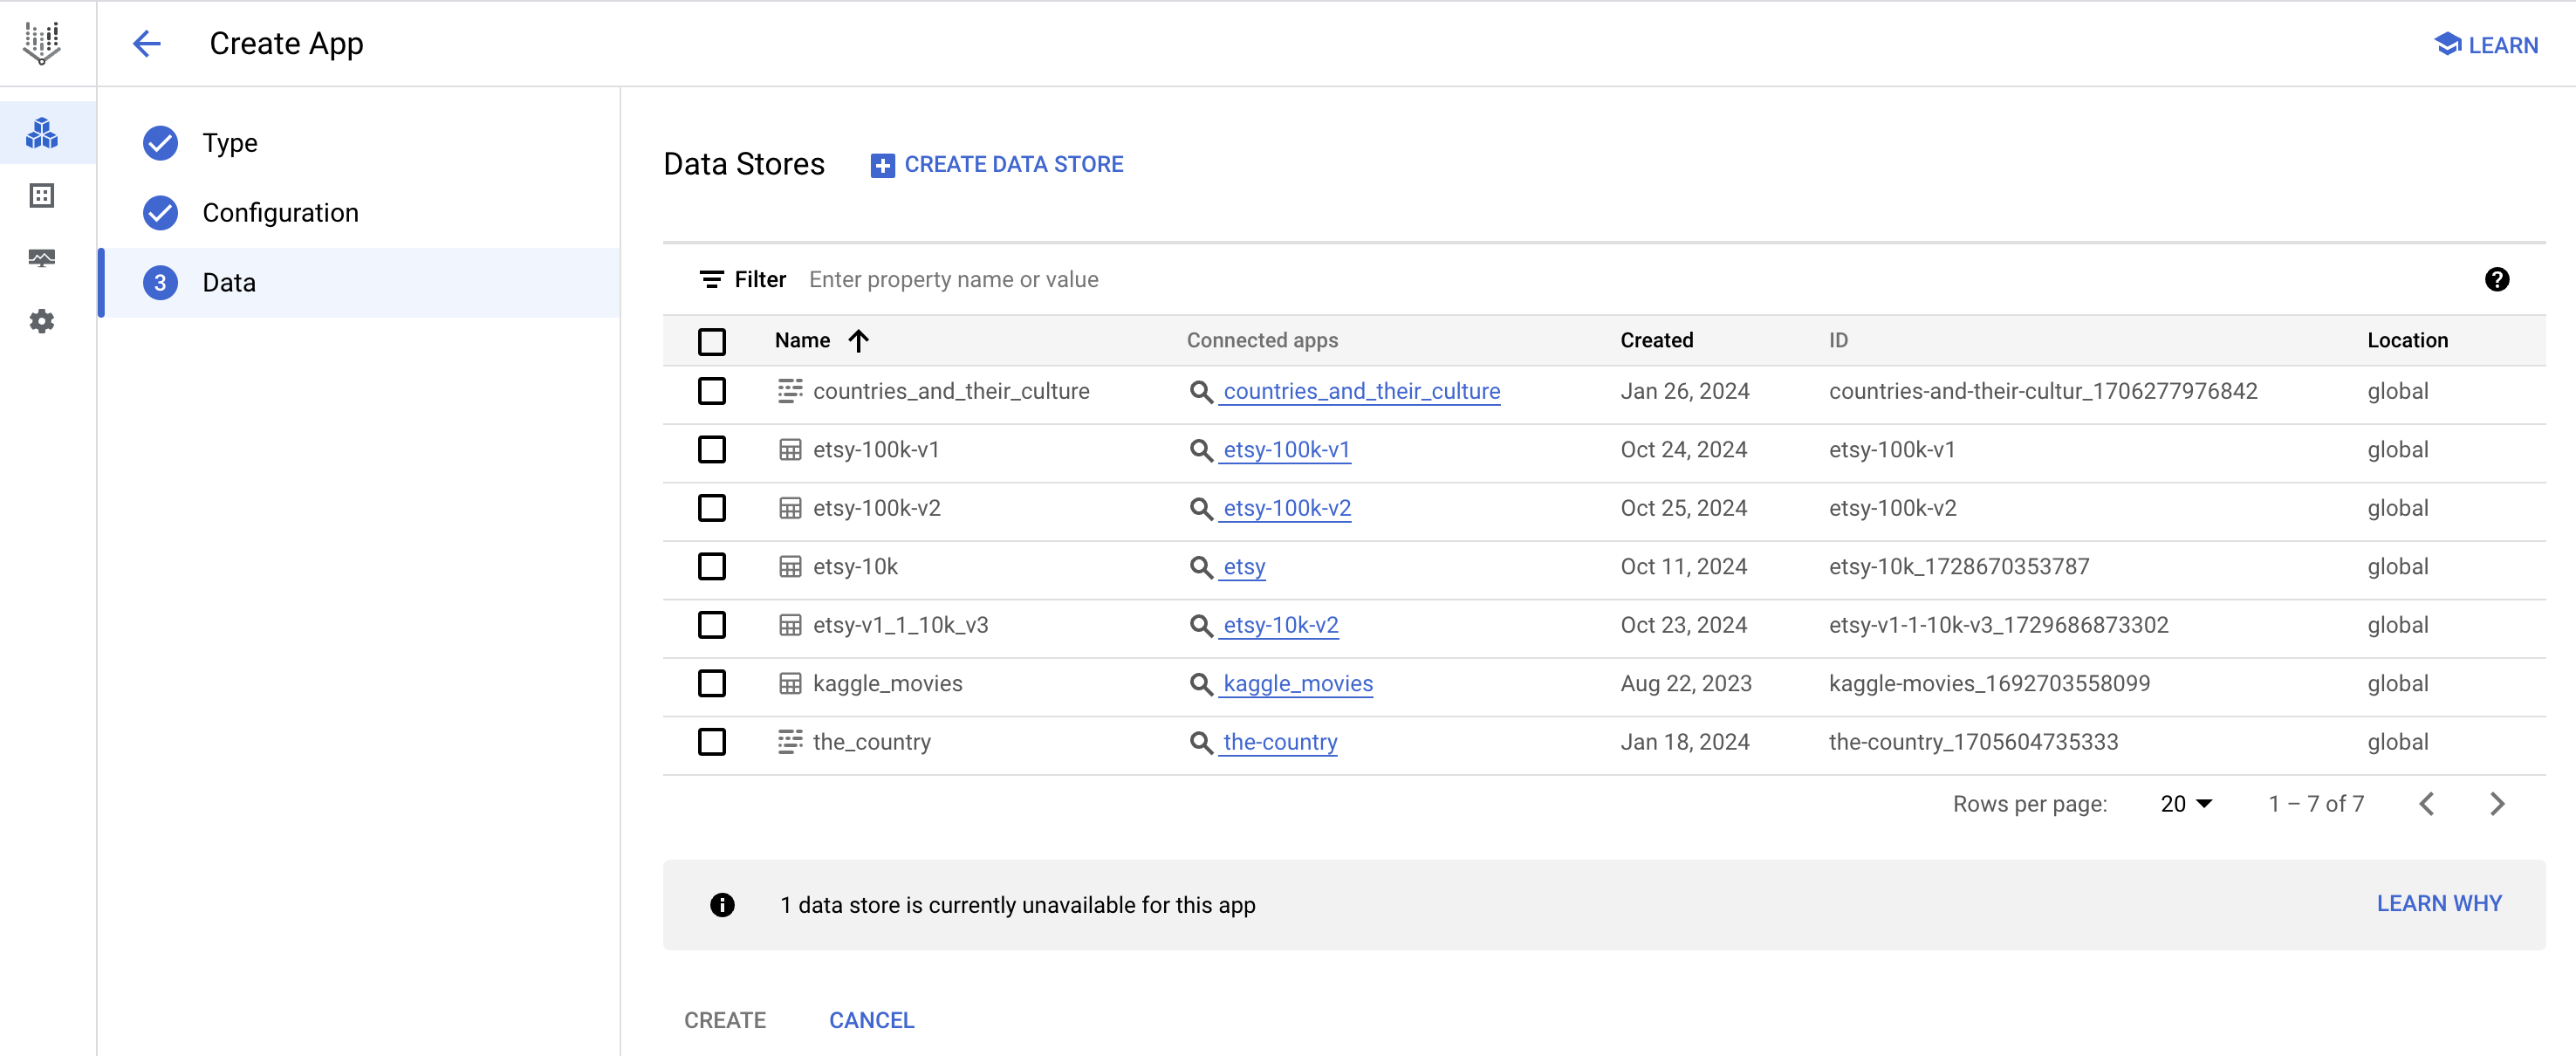 Create App
LEARN
Type
Configuration
3 Data
Data Stores CREATE DATA STORE
Filter Enter property name or value
Name Connected apps Created ID Location
countries_and_their_culture countries_and_their_culture Jan 26, 2024 countries-and-their-cultur_1706277976842 global
etsy-100k-v1 etsy-100k-v1 Oct 24, 2024 etsy-100k-v1 global
etsy-100k-v2 etsy-100k-v2 Oct 25, 2024 etsy-100k-v2 global
etsy-10k etsy Oct 11, 2024 etsy-10k_1728670353787 global
etsy-v1_1_10k_v3 etsy-10k-v2 Oct 23, 2024 etsy-v1-1-10k-v3_1729686873302 global
kaggle_movies kaggle_movies Aug 22, 2023 kaggle-movies_1692703558099 global
the_country the-country Jan 18, 2024 the-country_1705604735333 global
Rows per page: 20 1 – 7 of 7
1 data store is currently unavailable for this app LEARN WHY
CREATE CANCEL